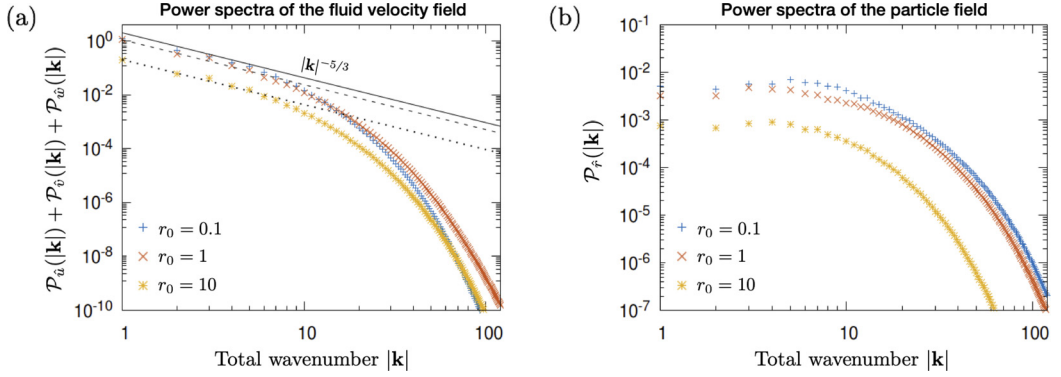 (a)
Power spectra of the fluid velocity field
𝒫_û(|𝐤|) + 𝒫_v̂(|𝐤|) + 𝒫_ŵ(|𝐤|)
10^0
10^-2
10^-4
10^-6
10^-8
10^-10
|𝐤|^{-5/3}
r_0 = 0.1
r_0 = 1
r_0 = 10
1
10
100
Total wavenumber |𝐤|
(b)
Power spectra of the particle field
𝒫_r̂(|𝐤|)
10^-1
10^-2
10^-3
10^-4
10^-5
10^-6
10^-7
r_0 = 0.1
r_0 = 1
r_0 = 10
1
10
100
Total wavenumber |𝐤|